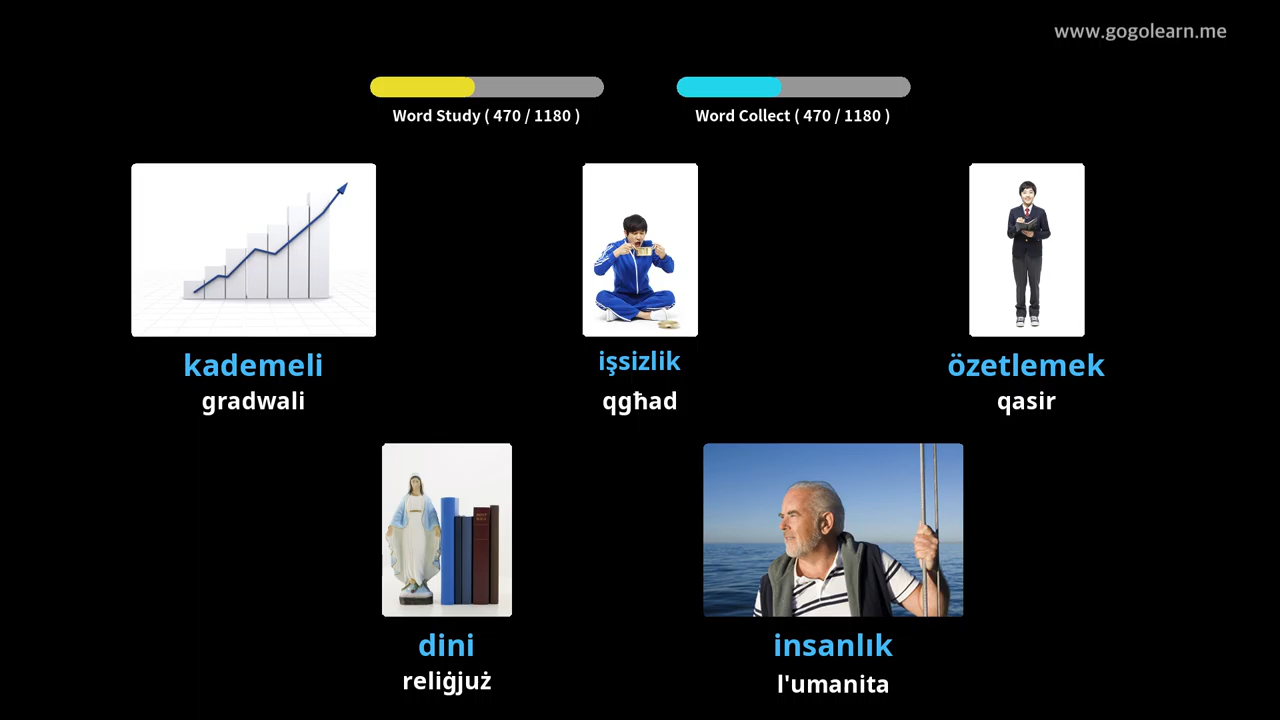 www.gogolearn.me
Word Study ( 470 / 1180 )
Word Collect ( 470 / 1180 )
kademeli
gradwali
işsizlik
qgħad
özetlemek
qasir
dini
reliġjuż
insanlık
l'umanita